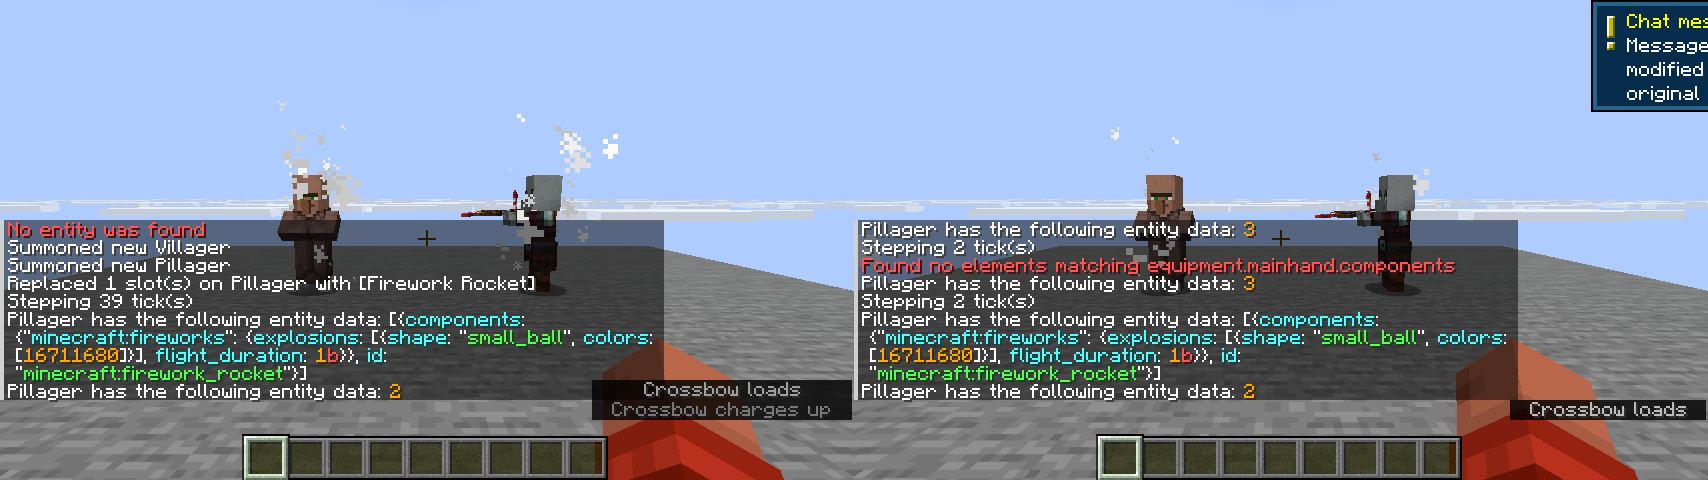 No entity was found
Summoned new Villager
Summoned new Pillager
Replaced 1 slot(s) on Pillager with [Firework Rocket]
Stepping 39 tick(s)
Pillager has the following entity data: [{components:
{"minecraft:fireworks": {explosions: [{shape: "small_ball", colors:
[16711680]}], flight_duration: 1b}}, id:
"minecraft:firework_rocket"}]
Pillager has the following entity data: 2
Crossbow loads
Crossbow charges up
Chat mes
Message
modified
original
Pillager has the following entity data: 3
Stepping 2 tick(s)
Found no elements matching equipment.mainhand.components
Pillager has the following entity data: 3
Stepping 2 tick(s)
Pillager has the following entity data: [{components:
{"minecraft:fireworks": {explosions: [{shape: "small_ball", colors:
[16711680]}], flight_duration: 1b}}, id:
"minecraft:firework_rocket"}]
Pillager has the following entity data: 2
Crossbow loads